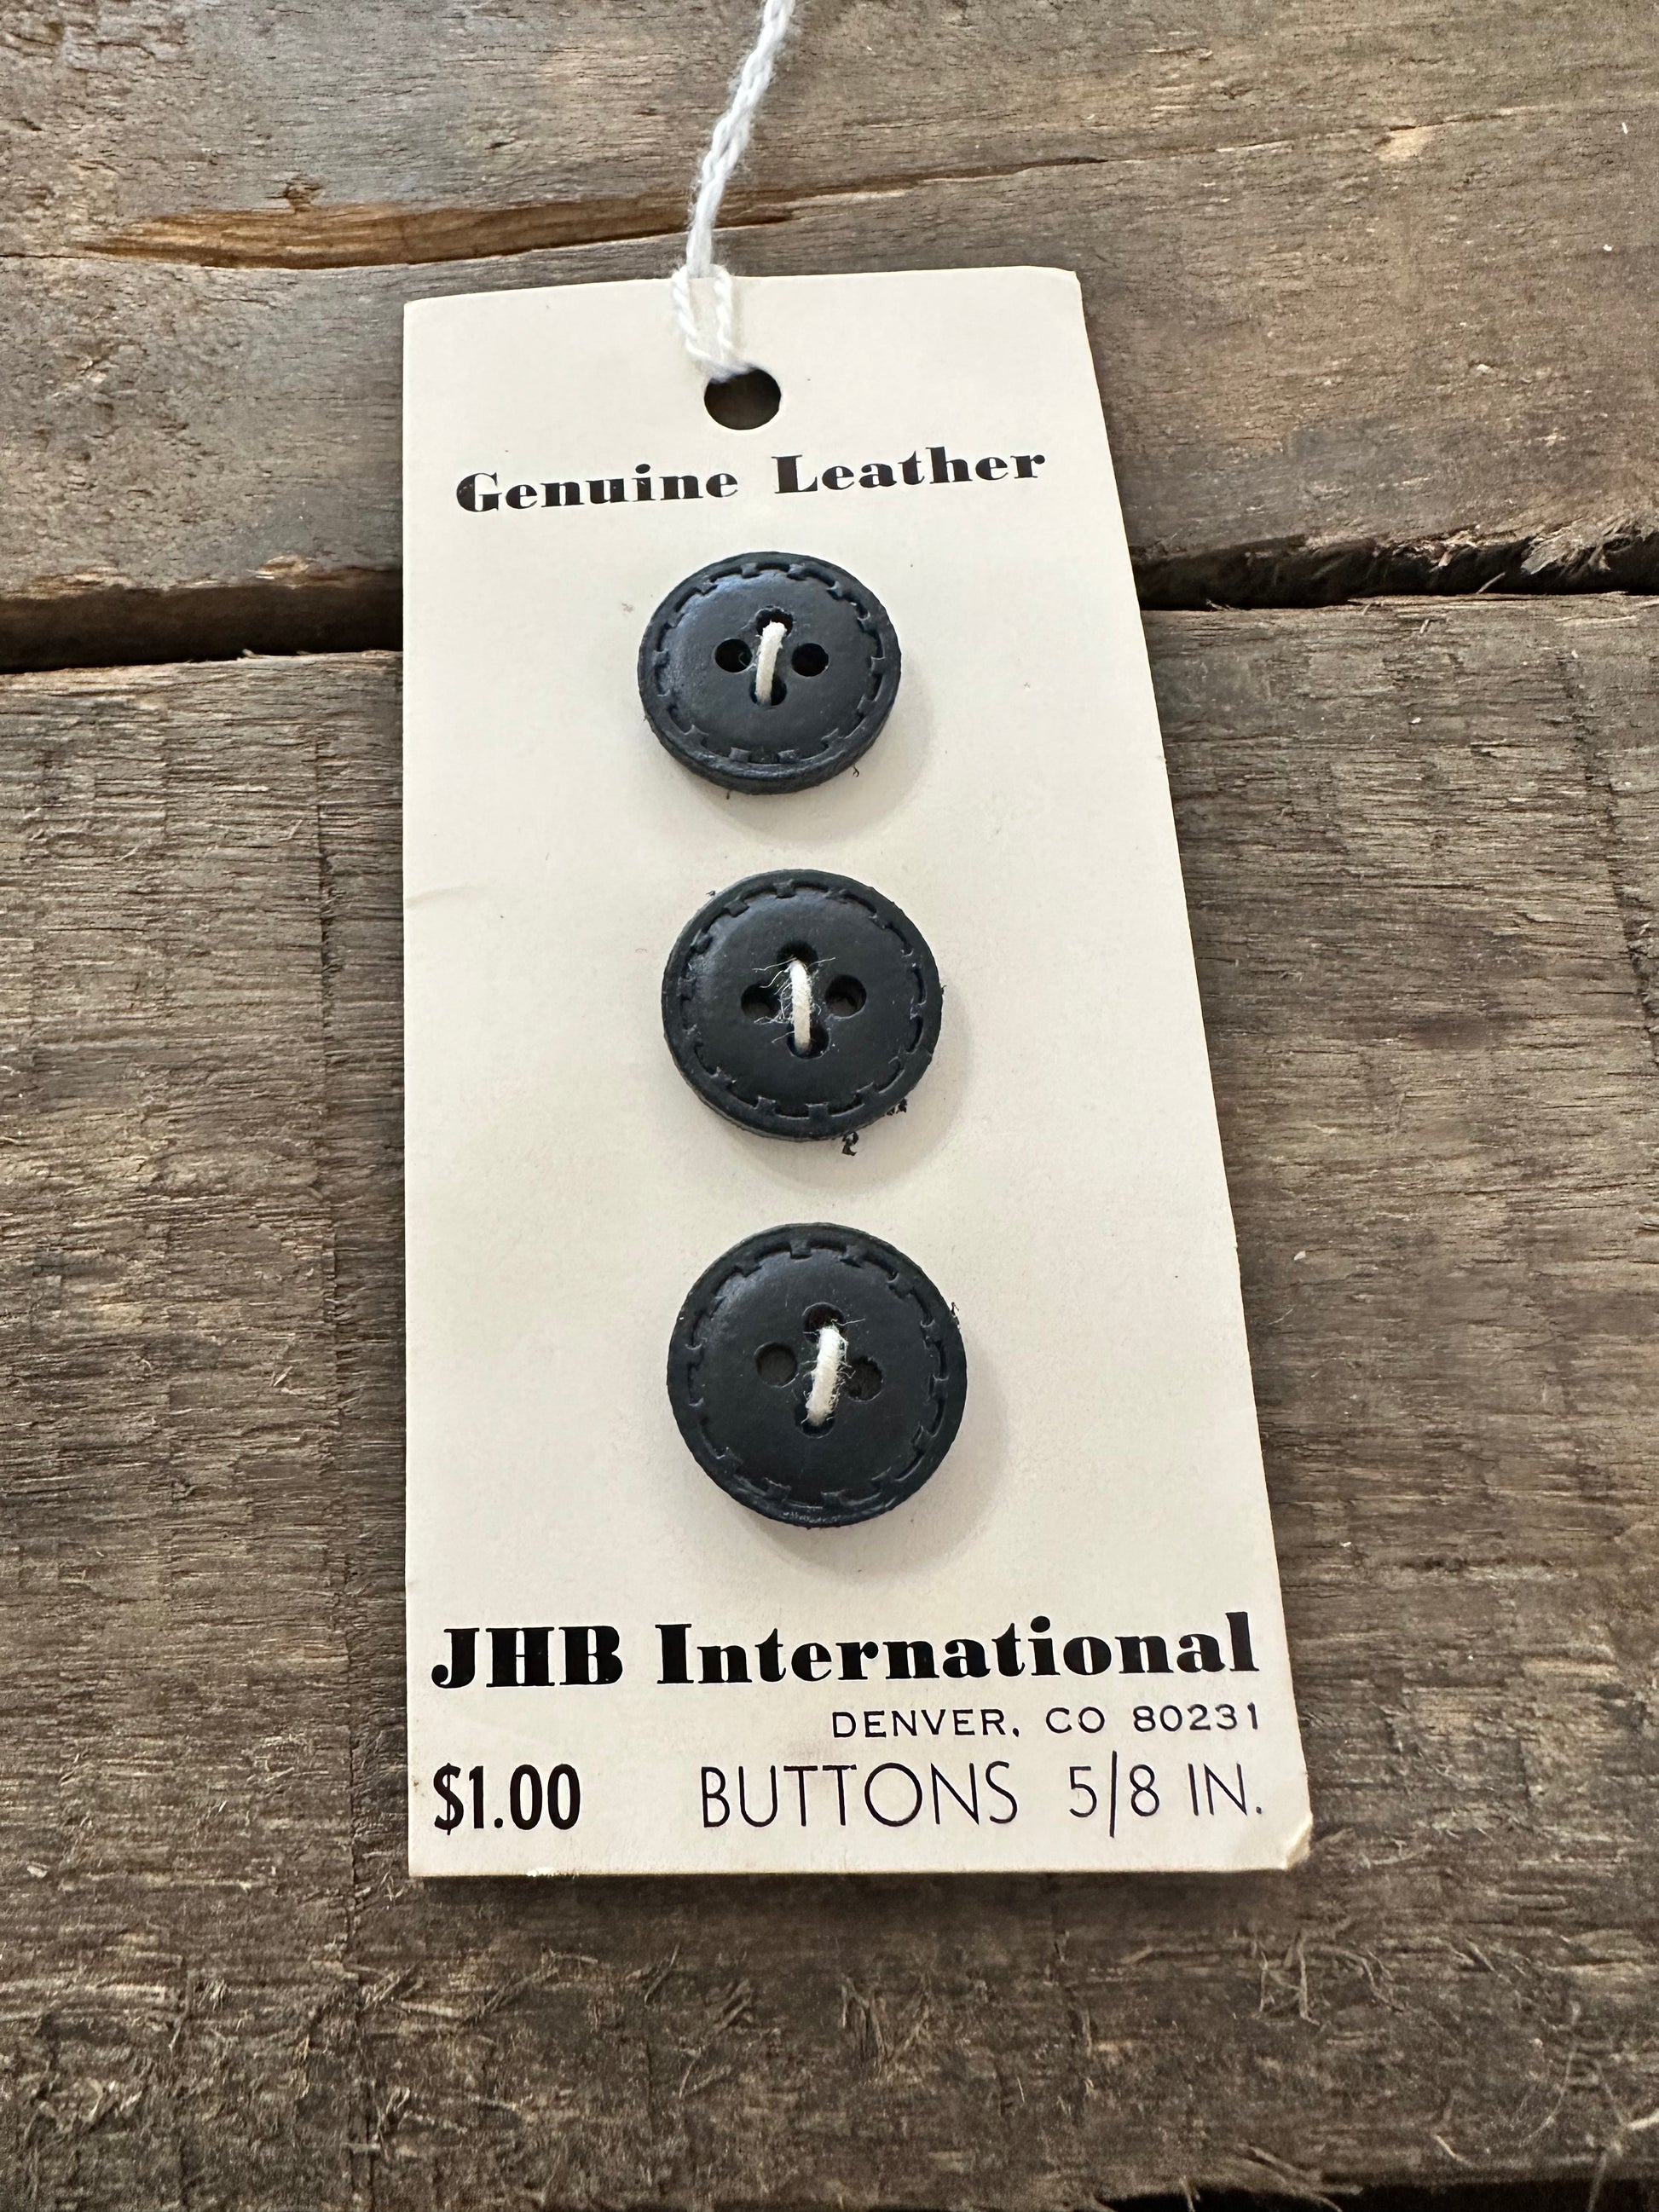 Genuine Leather
JHB International
DENVER, CO 80231
$1.00 BUTTONS 5/8 IN.